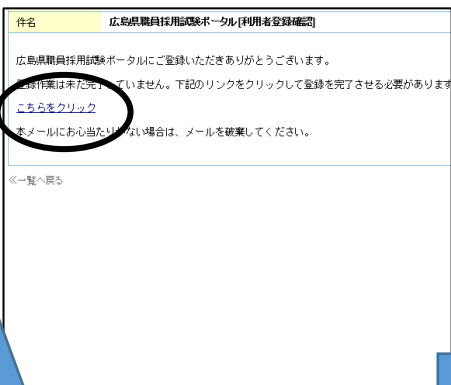 件名 広島県職員採用試験ポータル[利用者登録確認]
広島県職員採用試験ポータルにご登録いただきありがとうございます。
登録作業は未だ完了していません。下記のリンクをクリックして登録を完了させる必要があります
こちらをクリック
本メールにお心当たりがない場合は、メールを破棄してください。
≪一覧へ戻る